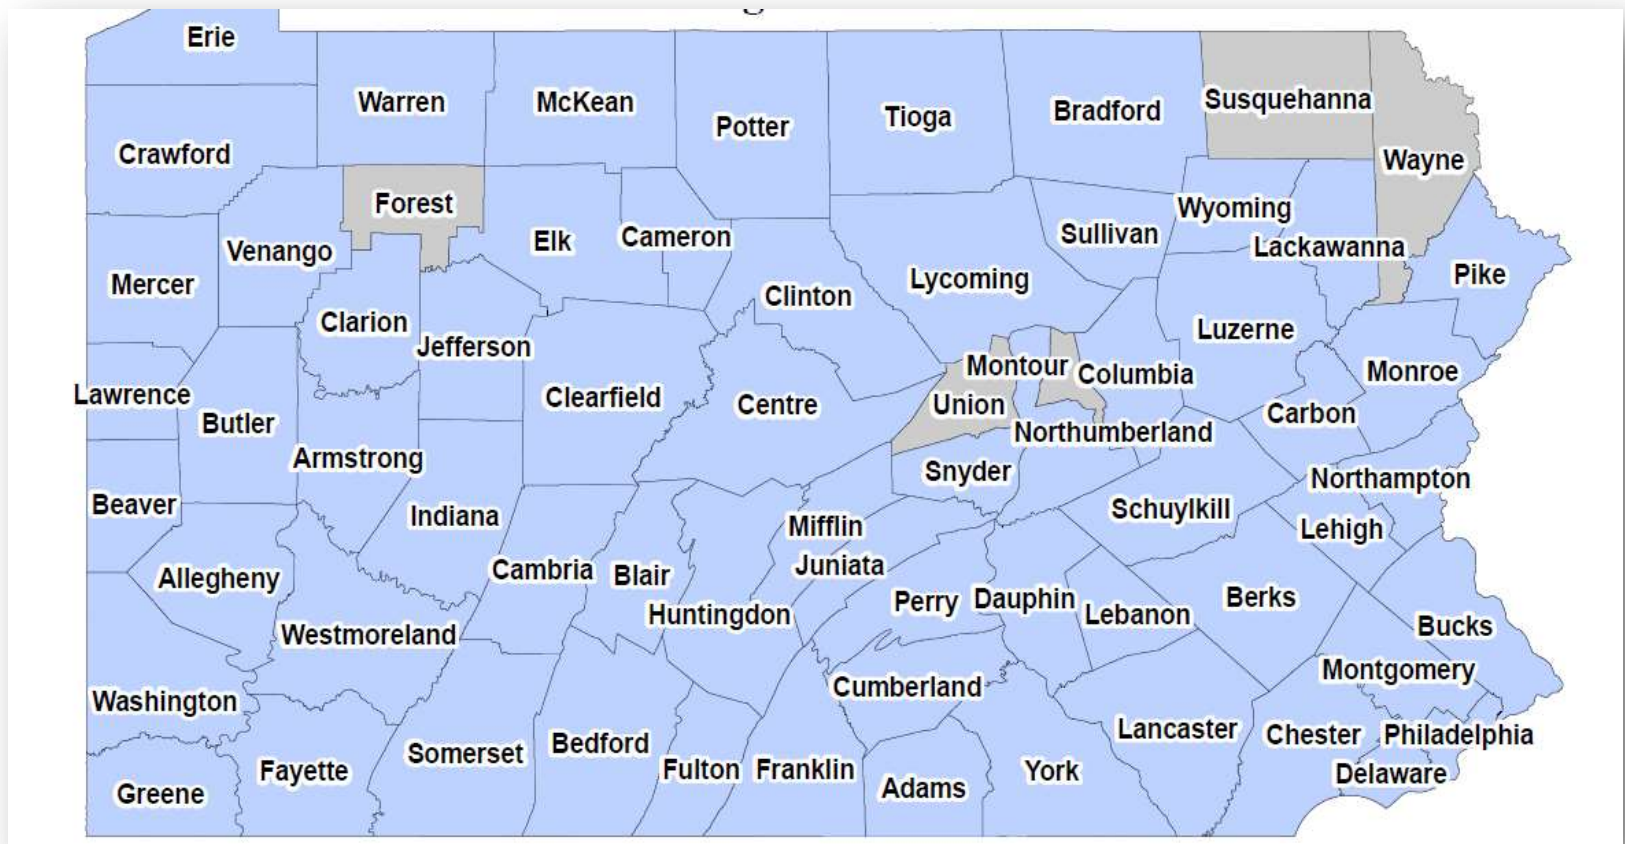 Erie
Warren
McKean
Potter
Tioga
Bradford
Susquehanna
Crawford
Wayne
Forest
Venango
Elk
Cameron
Sullivan
Wyoming
Lackawanna
Mercer
Clinton
Lycoming
Pike
Clarion
Jefferson
Luzerne
Lawrence
Butler
Clearfield
Centre
Montour
Columbia
Monroe
Union
Carbon
Armstrong
Northumberland
Snyder
Northampton
Beaver
Indiana
Mifflin
Schuylkill
Lehigh
Allegheny
Cambria
Blair
Juniata
Huntingdon
Perry
Dauphin
Lebanon
Berks
Westmoreland
Bucks
Montgomery
Washington
Cumberland
Lancaster
Chester
Philadelphia
Greene
Fayette
Somerset
Bedford
Fulton
Franklin
Adams
York
Delaware